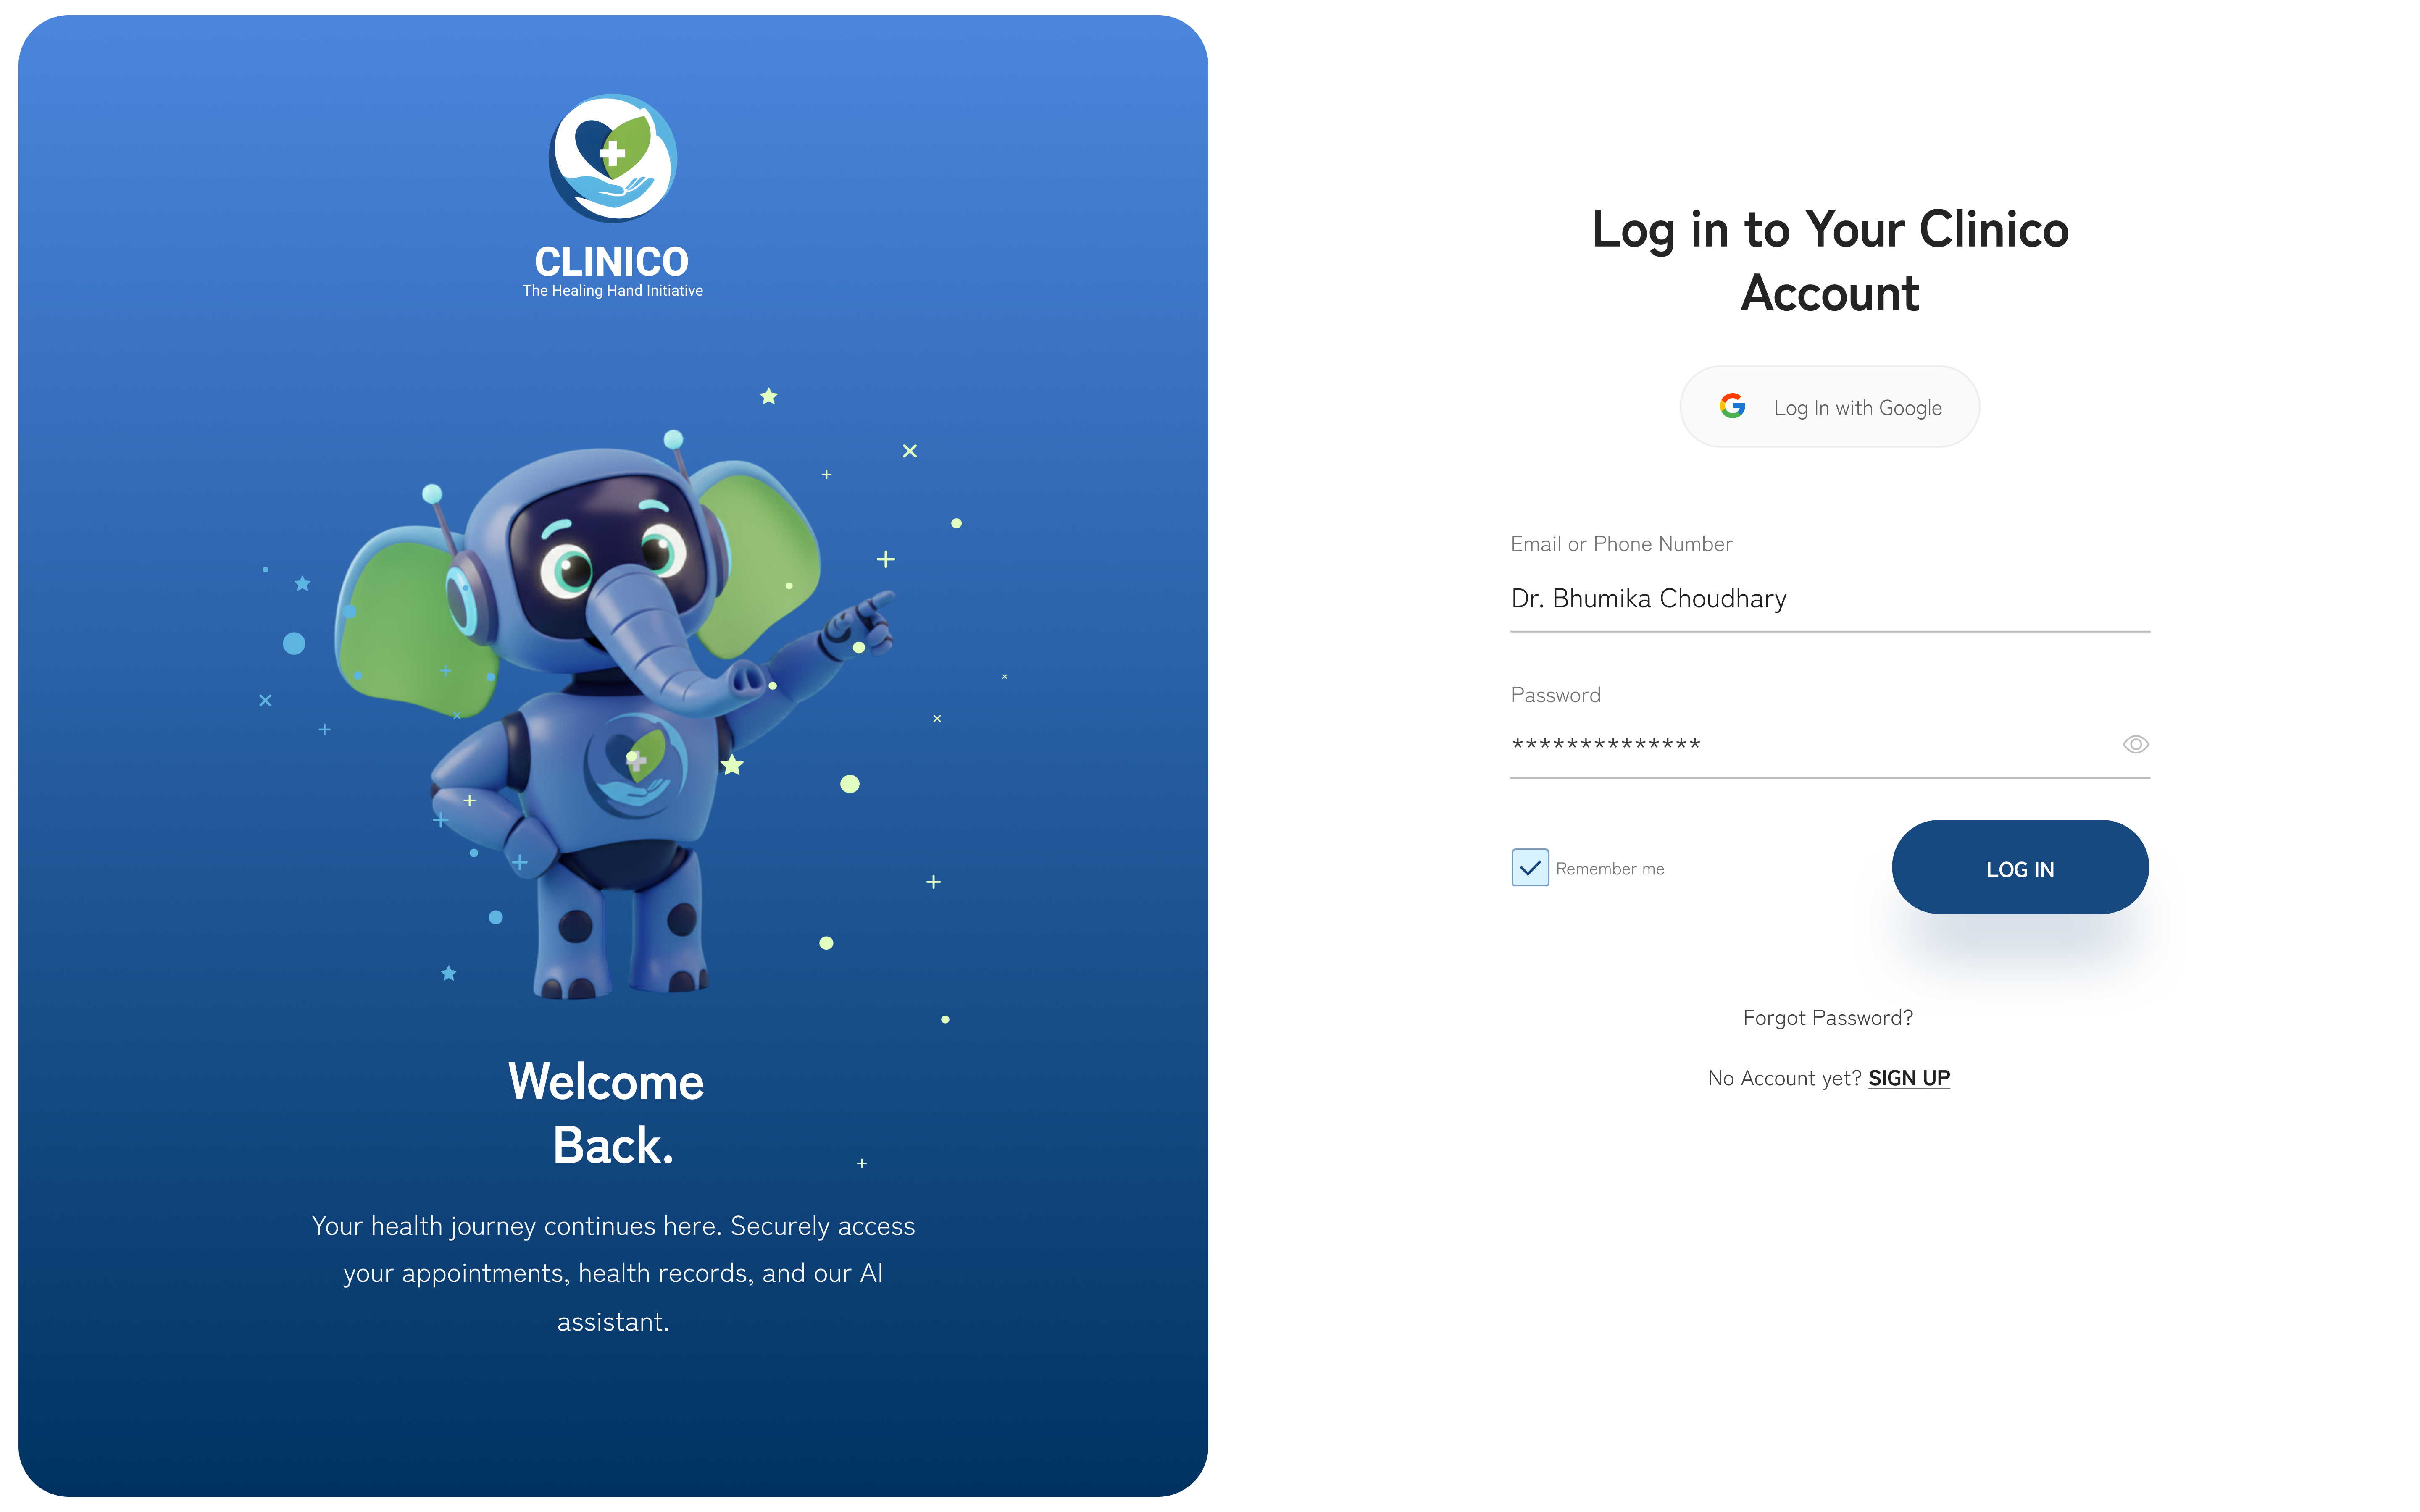 CLINICO
The Healing Hand Initiative
Welcome
Back.
Your health journey continues here. Securely access
your appointments, health records, and our AI
assistant.
Log in to Your Clinico
Account
Log In with Google
Email or Phone Number
Dr. Bhumika Choudhary
Password
**************
Remember me
LOG IN
Forgot Password?
No Account yet? SIGN UP